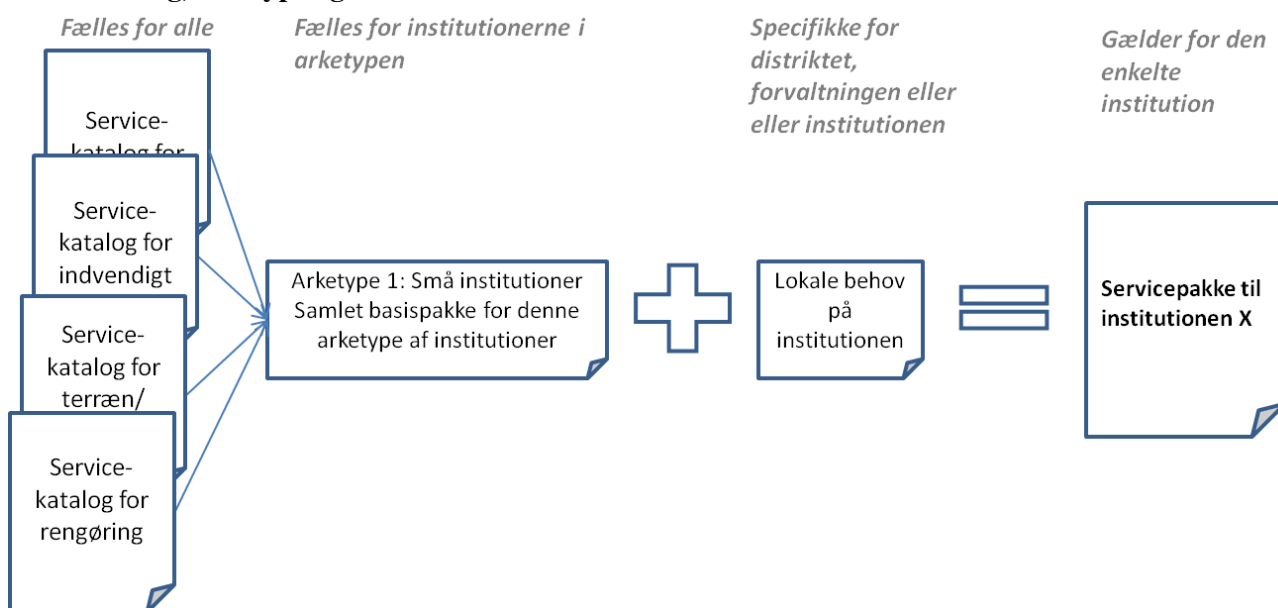 Fælles for alle
Fælles for institutionerne i
arketypen
Specifikke for
distriktet,
forvaltningen eller
eller institutionen
Gælder for den
enkelte
institution
Service-
katalog for
Service-
katalog for
indvendigt
Service-
katalog for
terræn/
Service-
katalog for
rengøring
Arketype 1: Små institutioner
Samlet basispakke for denne
arketype af institutioner
Lokale behov
på
institutionen
Servicepakke til
institutionen X